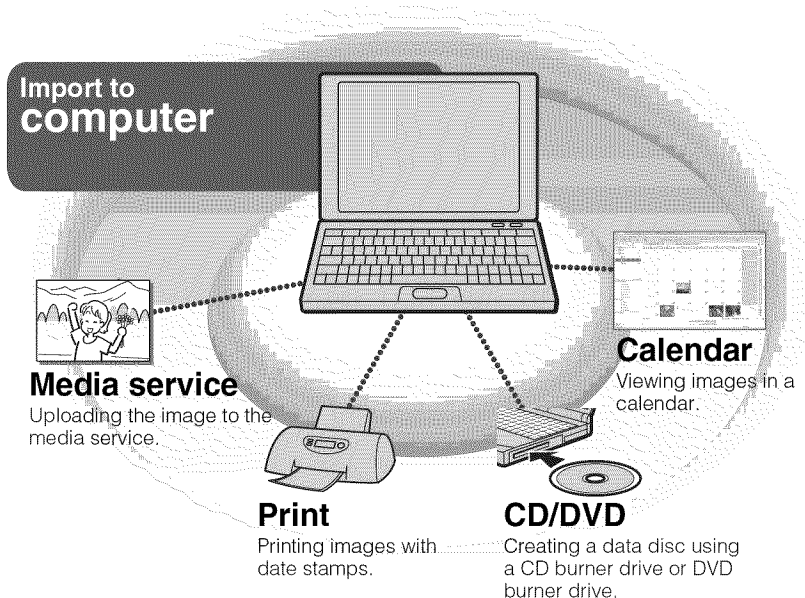 Import to
computer
Media service
Uploading the image to the
media service.
Print
Printing images with
date stamps.
CD/DVD
Creating a data disc using
a CD burner drive or DVD
burner drive.
Calendar
Viewing images in a
calendar.